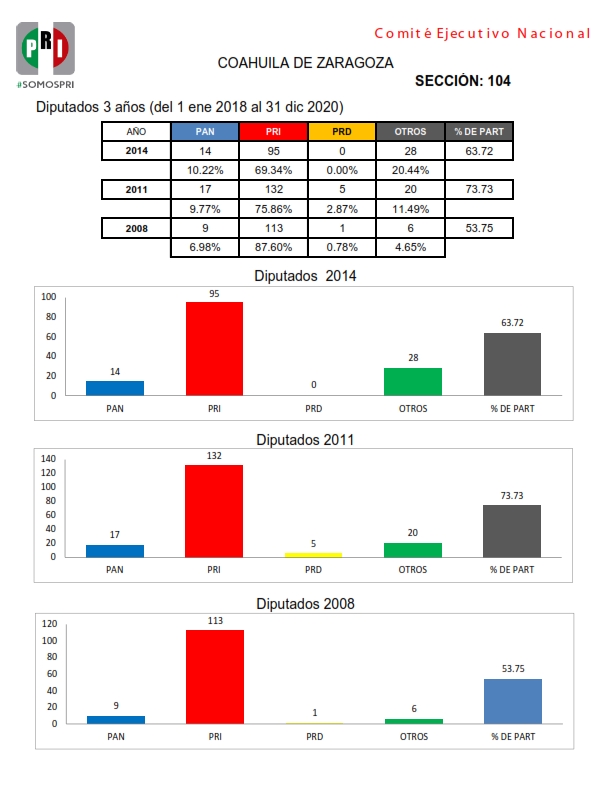 Comité Ejecutivo Nacional
PRI
#SOMOSPRI
COAHUILA DE ZARAGOZA
SECCIÓN: 104
Diputados 3 años (del 1 ene 2018 al 31 dic 2020)
AÑO PAN PRI PRD OTROS % DE PART
2014 14 95 0 28 63.72
10.22% 69.34% 0.00% 20.44%
2011 17 132 5 20 73.73
9.77% 75.86% 2.87% 11.49%
2008 9 113 1 6 53.75
6.98% 87.60% 0.78% 4.65%
Diputados 2014
100
80
60
40
20
0
14
95
0
28
63.72
PAN PRI PRD OTROS % DE PART
Diputados 2011
140
120
100
80
60
40
20
0
17
132
5
20
73.73
PAN PRI PRD OTROS % DE PART
Diputados 2008
120
100
80
60
40
20
0
9
113
1
6
53.75
PAN PRI PRD OTROS % DE PART